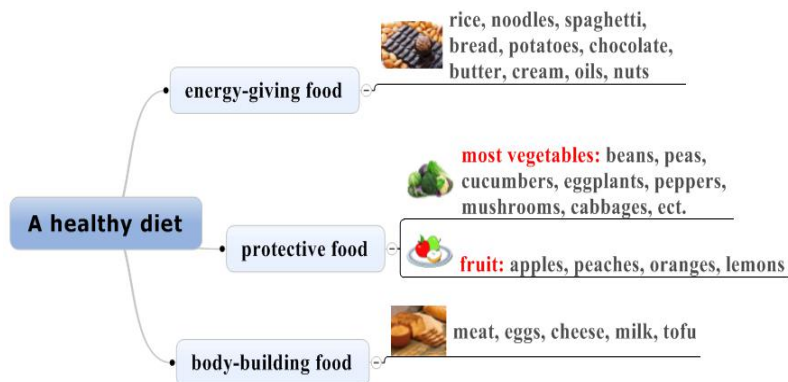 A healthy diet
energy-giving food
rice, noodles, spaghetti,
bread, potatoes, chocolate,
butter, cream, oils, nuts
protective food
most vegetables: beans, peas,
cucumbers, eggplants, peppers,
mushrooms, cabbages, ect.
fruit: apples, peaches, oranges, lemons
body-building food
meat, eggs, cheese, milk, tofu